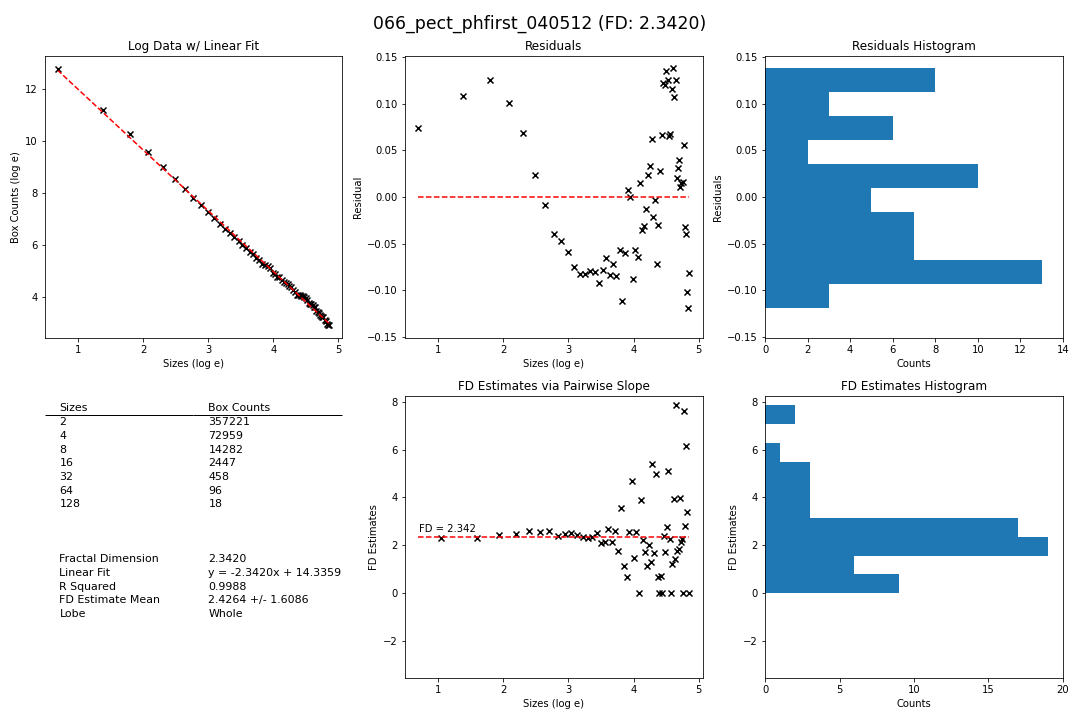 066_pect_phfirst_040512 (FD: 2.3420)
Log Data w/ Linear Fit
Box Counts (log e)
12
10
8
6
4
1 2 3 4 5
Sizes (log e)
Residuals
Residual
0.15
0.10
0.05
0.00
−0.05
−0.10
−0.15
1 2 3 4 5
Sizes (log e)
Residuals Histogram
Residuals
0.15
0.10
0.05
0.00
−0.05
−0.10
−0.15
0 2 4 6 8 10 12 14
Counts
Sizes Box Counts
2 357221
4 72959
8 14282
16 2447
32 458
64 96
128 18
Fractal Dimension 2.3420
Linear Fit y = -2.3420x + 14.3359
R Squared 0.9988
FD Estimate Mean 2.4264 +/- 1.6086
Lobe Whole
FD Estimates via Pairwise Slope
FD Estimates
8
6
4
2
0
−2
FD = 2.342
1 2 3 4 5
Sizes (log e)
FD Estimates Histogram
FD Estimates
8
6
4
2
0
−2
0 5 10 15 20
Counts